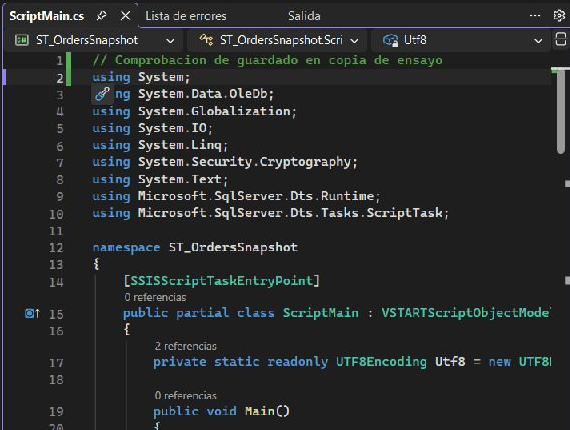 ScriptMain.cs Lista de errores Salida
ST_OrdersSnapshot ST_OrdersSnapshot.Scri Utf8
1 // Comprobacion de guardado en copia de ensayo
2 using System;
3 ng System.Data.OleDb;
4 using System.Globalization;
5 using System.IO;
6 using System.Linq;
7 using System.Security.Cryptography;
8 using System.Text;
9 using Microsoft.SqlServer.Dts.Runtime;
10 using Microsoft.SqlServer.Dts.Tasks.ScriptTask;
11
12 namespace ST_OrdersSnapshot
13 {
14 [SSISScriptTaskEntryPoint]
0 referencias
15 public partial class ScriptMain : VSTARTScriptObjectMode
16 {
2 referencias
17 private static readonly UTF8Encoding Utf8 = new UTF8
18
0 referencias
19 public void Main()
20 {